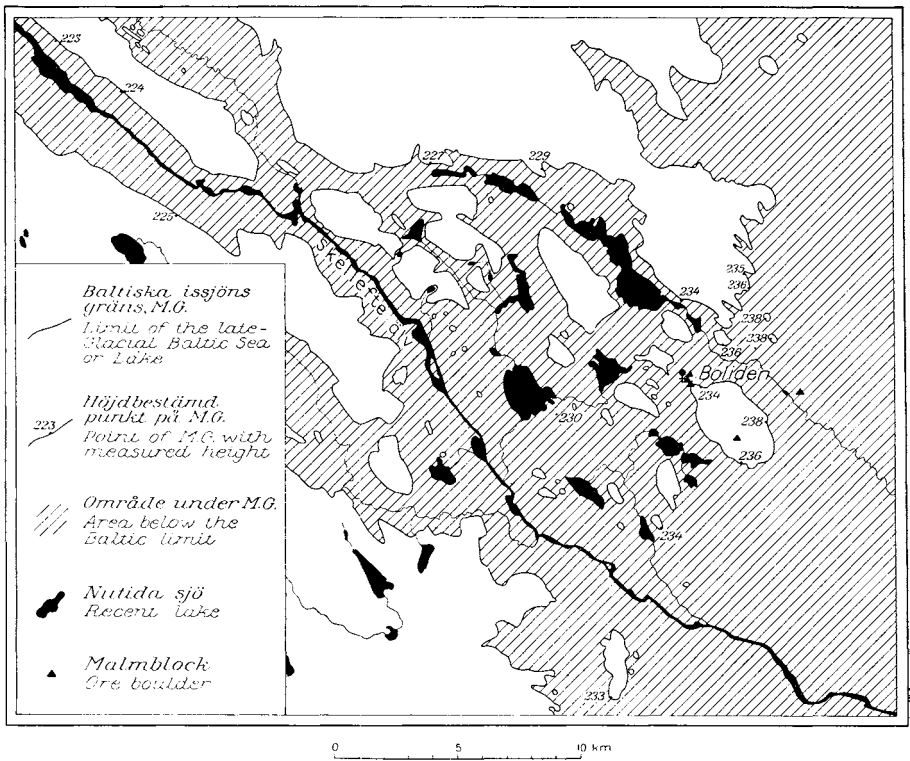 223
224
225
227
229
Skellefte älv
235
236
234
238
238
236
Boliden
234
230
238
236
234
233
Baltiska issjöns
gräns, M.G.
Limit of the late-
Glacial Baltic Sea
or Lake
223
Höjdbestämd
punkt på M.G.
Point of M.G. with
measured height
Område under M.G.
Area below the
Baltic limit
Nutida sjö
Recent lake
Malmblock
Ore boulder
0 5 10 km